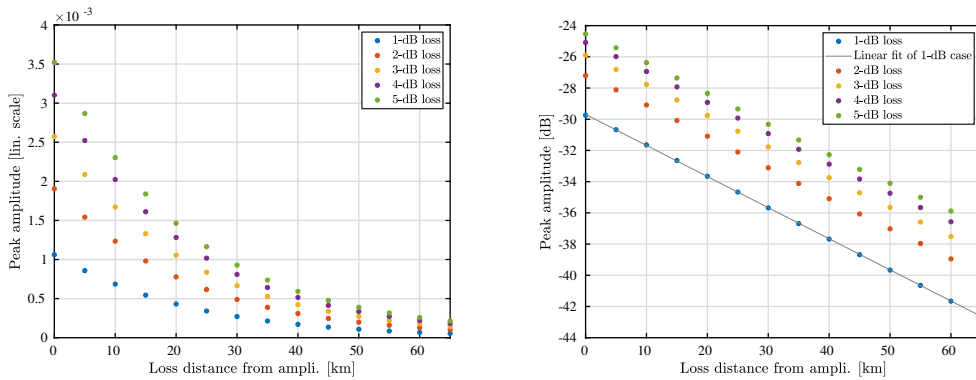 × 10⁻³
4
3.5
3
2.5
2
1.5
1
0.5
0
0
10
20
30
40
50
60
Peak amplitude [lin. scale]
Loss distance from ampli. [km]
1-dB loss
2-dB loss
3-dB loss
4-dB loss
5-dB loss
-24
-26
-28
-30
-32
-34
-36
-38
-40
-42
-44
0
10
20
30
40
50
60
Peak amplitude [dB]
Loss distance from ampli. [km]
1-dB loss
Linear fit of 1-dB case
2-dB loss
3-dB loss
4-dB loss
5-dB loss